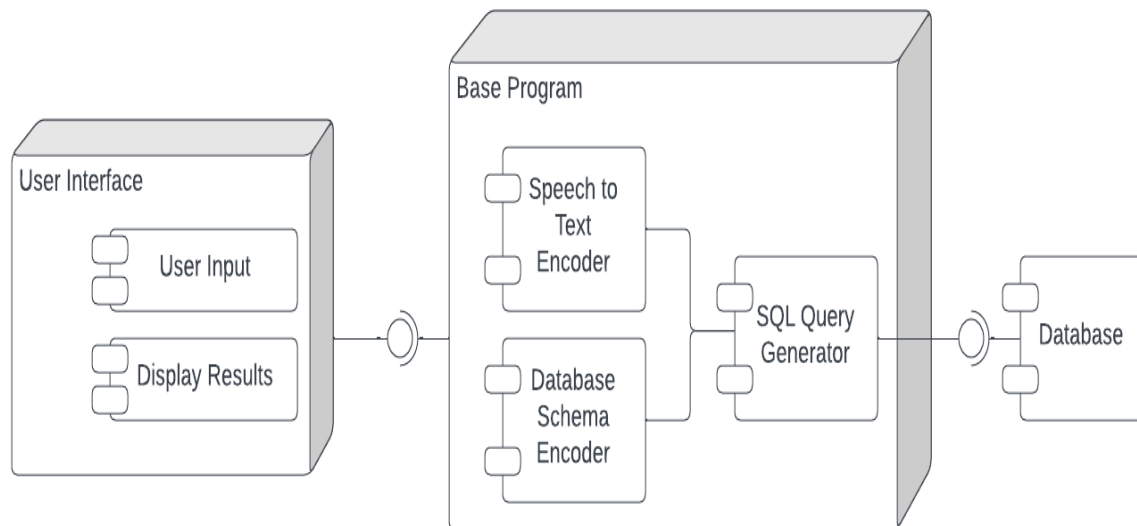 User Interface
User Input
Display Results
Base Program
Speech to
Text
Encoder
Database
Schema
Encoder
SQL Query
Generator
Database